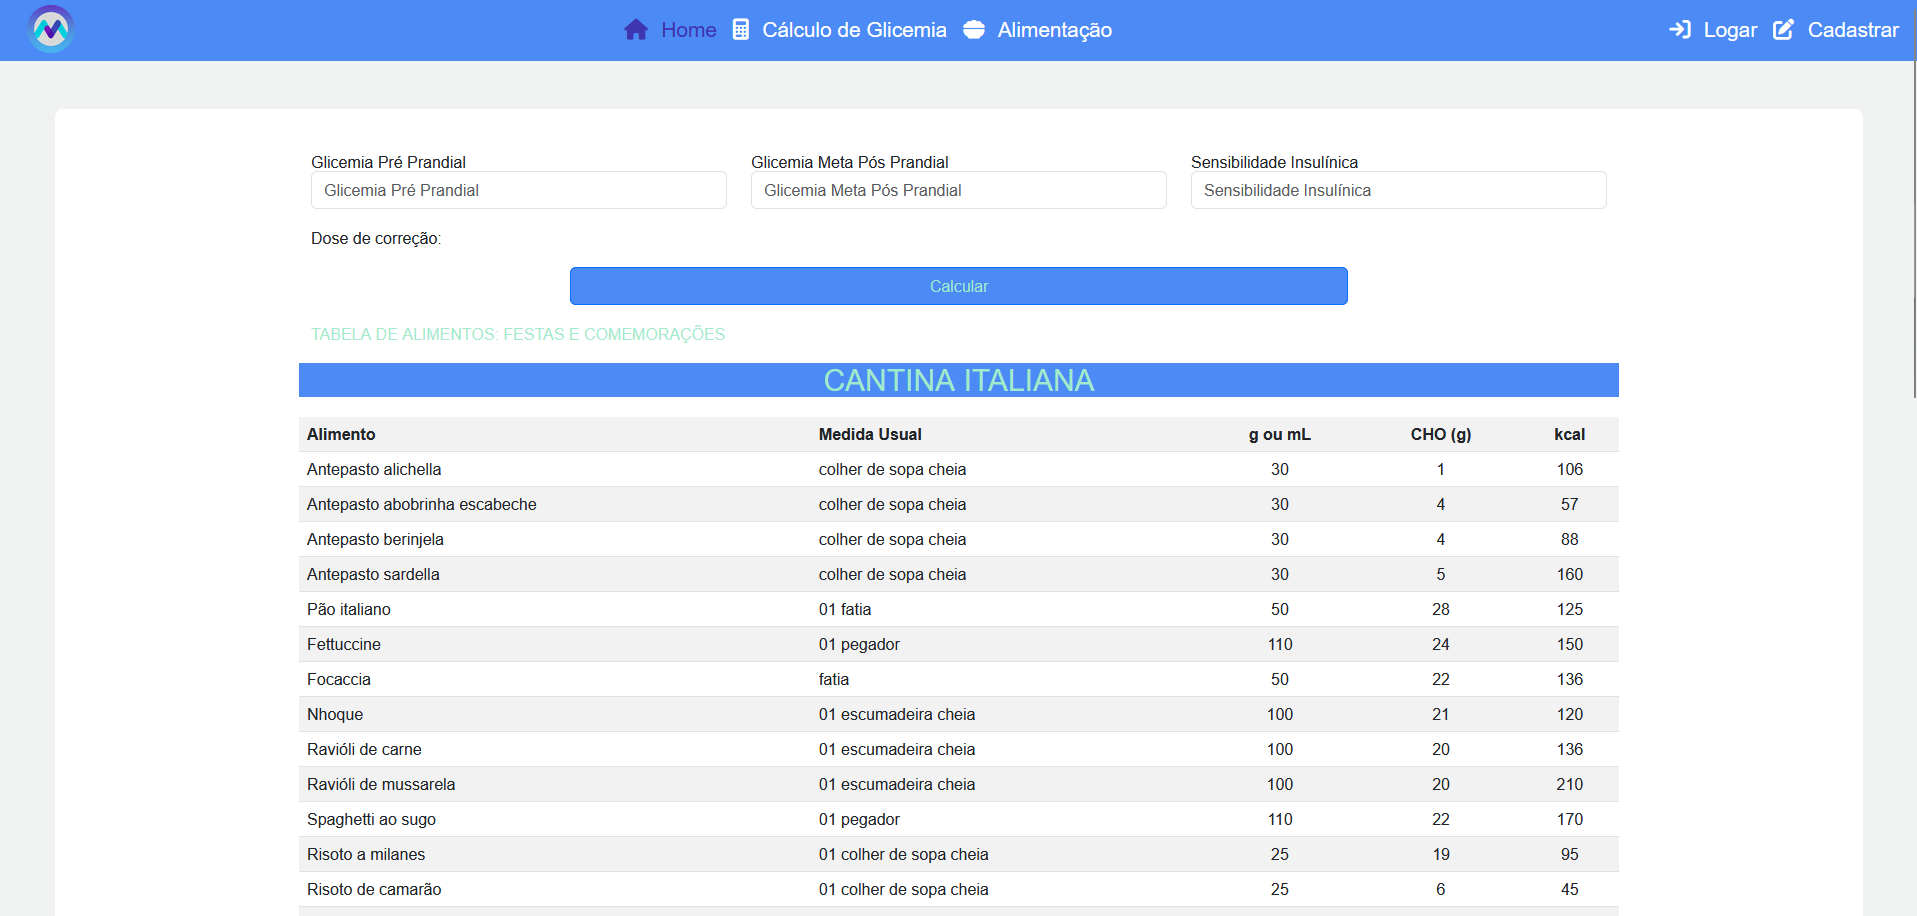 Home Cálculo de Glicemia Alimentação Logar Cadastrar
Glicemia Pré Prandial Glicemia Meta Pós Prandial Sensibilidade Insulínica
Glicemia Pré Prandial Glicemia Meta Pós Prandial Sensibilidade Insulínica
Dose de correção:
Calcular
TABELA DE ALIMENTOS: FESTAS E COMEMORAÇÕES
CANTINA ITALIANA
Alimento Medida Usual g ou mL CHO (g) kcal
Antepasto alichella colher de sopa cheia 30 1 106
Antepasto abobrinha escabeche colher de sopa cheia 30 4 57
Antepasto berinjela colher de sopa cheia 30 4 88
Antepasto sardella colher de sopa cheia 30 5 160
Pão italiano 01 fatia 50 28 125
Fettuccine 01 pegador 110 24 150
Focaccia fatia 50 22 136
Nhoque 01 escumadeira cheia 100 21 120
Ravióli de carne 01 escumadeira cheia 100 20 136
Ravióli de mussarela 01 escumadeira cheia 100 20 210
Spaghetti ao sugo 01 pegador 110 22 170
Risoto a milanes 01 colher de sopa cheia 25 19 95
Risoto de camarão 01 colher de sopa cheia 25 6 45